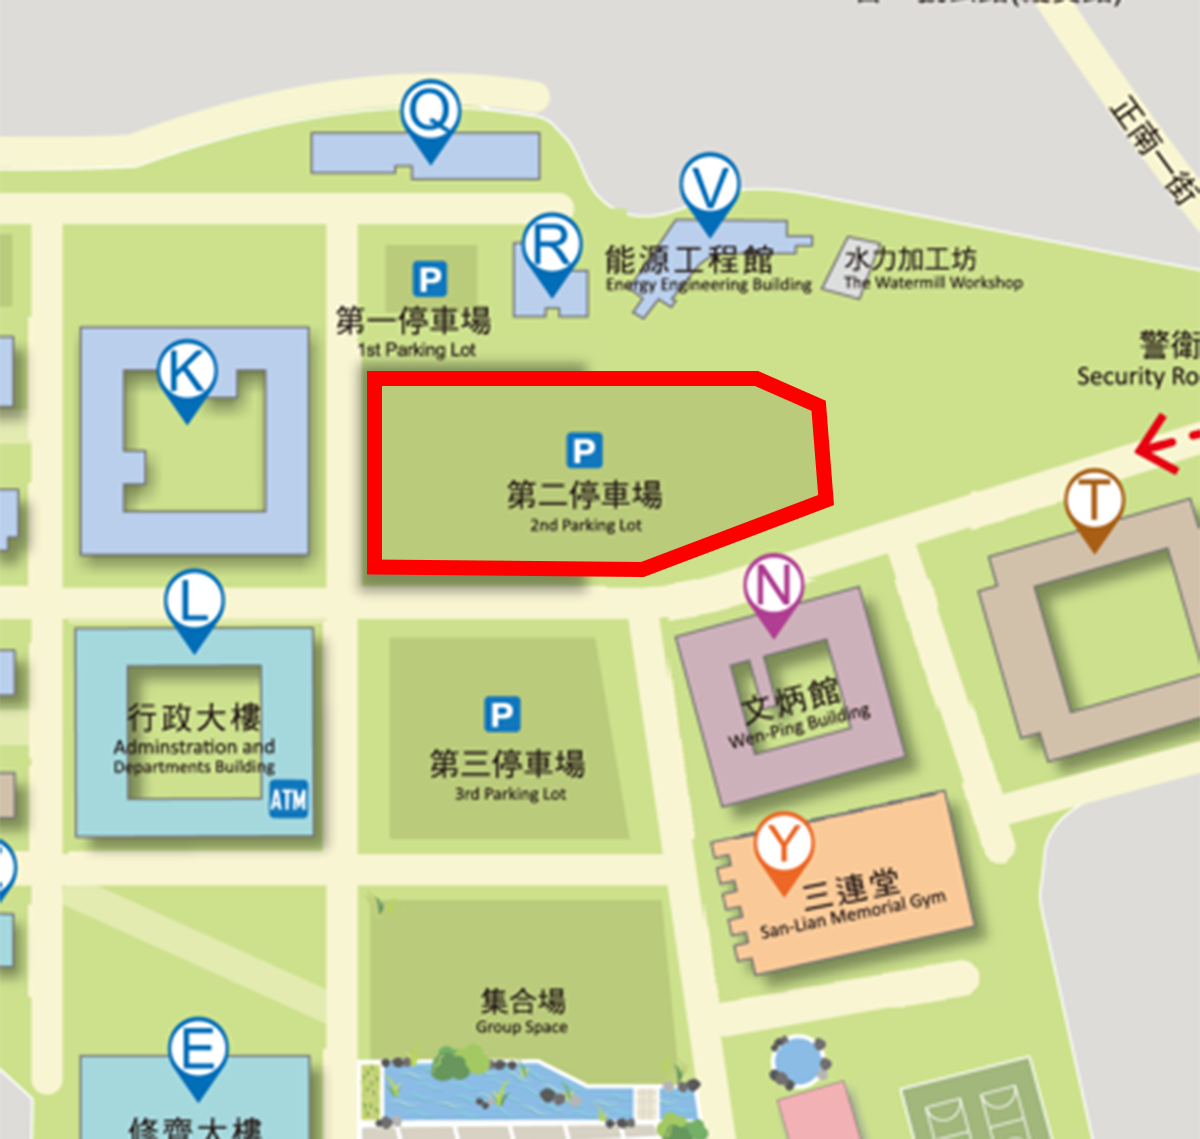 正南一街
Q
V
R
能源工程館
Energy Engineering Building
水力加工坊
The Watermill Workshop
P
第一停車場
1st Parking Lot
警衛
Security Ro
K
P
第二停車場
2nd Parking Lot
T
L
N
行政大樓
Adminstration and
Departments Building
ATM
P
第三停車場
3rd Parking Lot
文炳館
Wen-Ping Building
Y
三連堂
San-Lian Memorial Gym
集合場
Group Space
E
修齊大樓